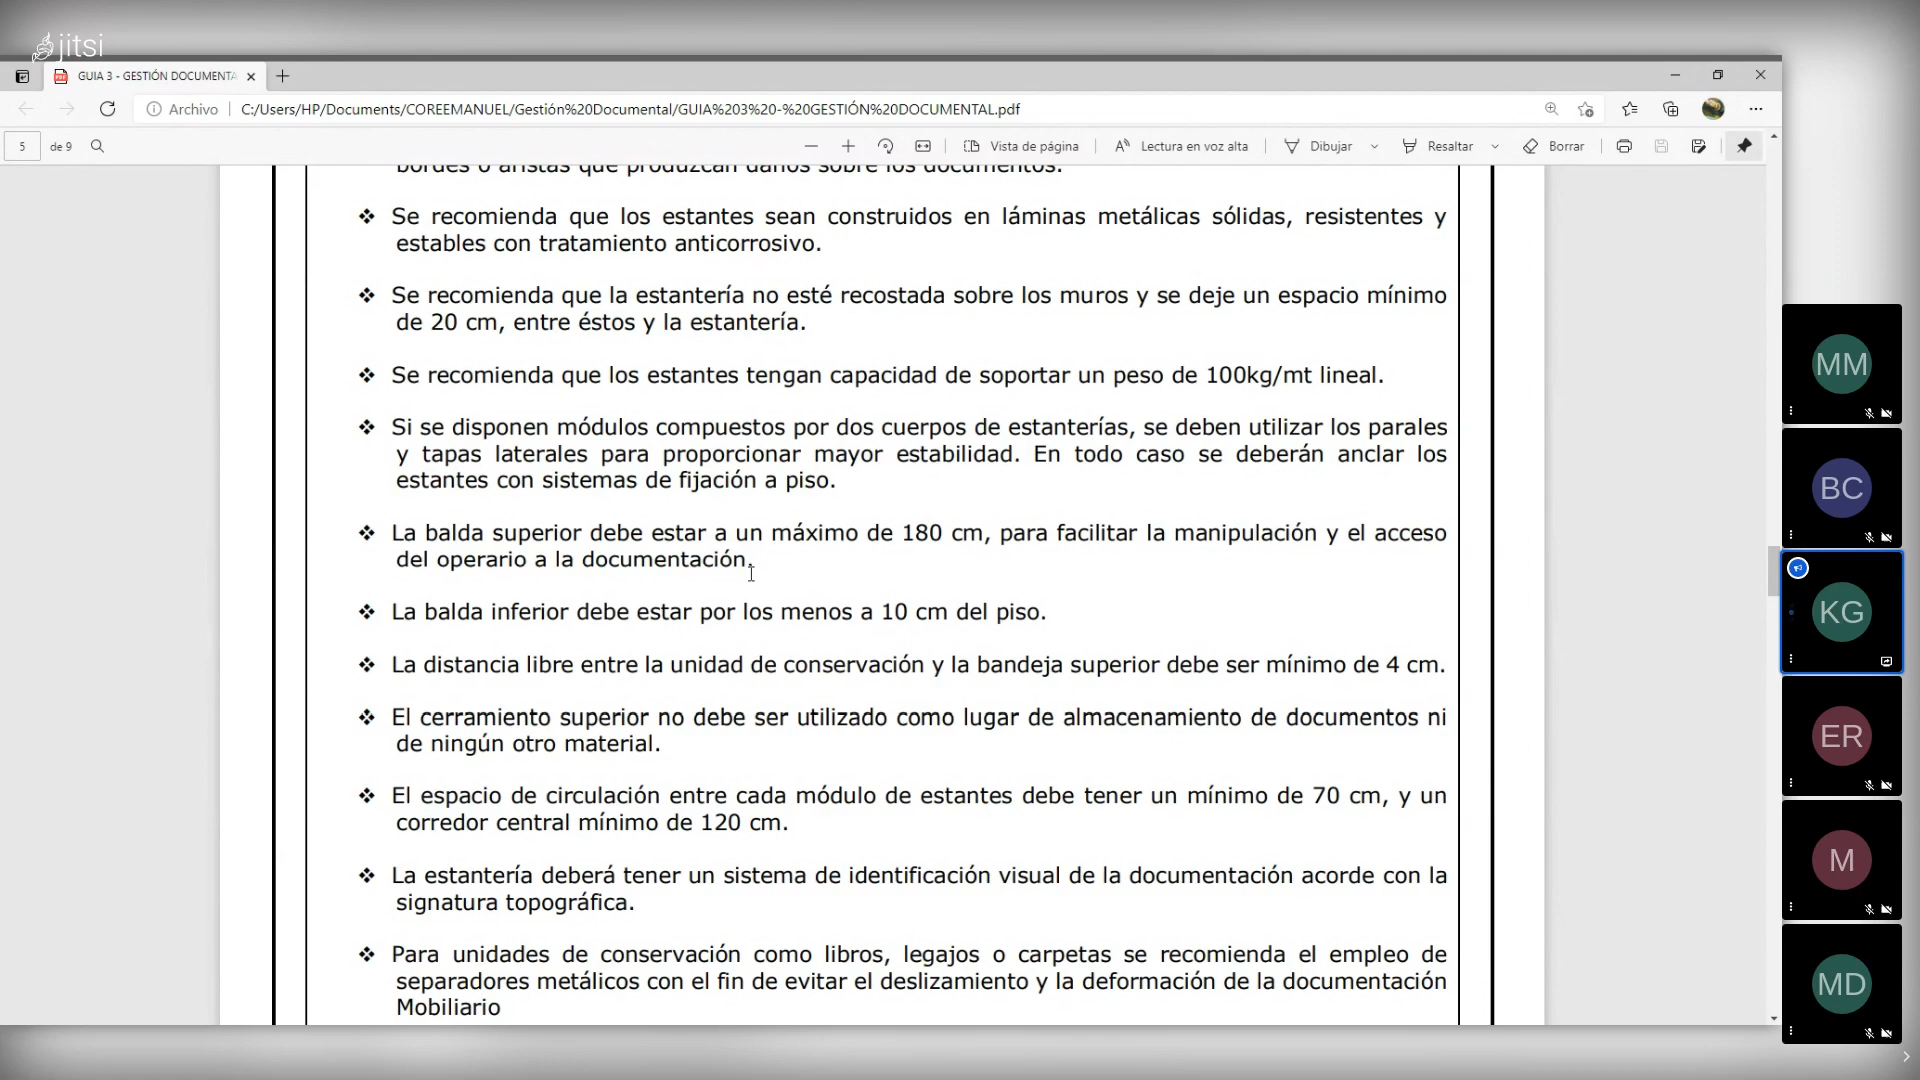 jitsi
GUIA 3 - GESTIÓN DOCUMENTA
Archivo
C:/Users/HP/Documents/COREEMANUEL/Gestión%20Documental/GUIA%203%20-%20GESTIÓN%20DOCUMENTAL.pdf
5 de 9
Vista de página
Lectura en voz alta
Dibujar
Resaltar
Borrar
bordes o aristas que produzcan daños sobre los documentos.
❖ Se recomienda que los estantes sean construidos en láminas metálicas sólidas, resistentes y
estables con tratamiento anticorrosivo.
❖ Se recomienda que la estantería no esté recostada sobre los muros y se deje un espacio mínimo
de 20 cm, entre éstos y la estantería.
❖ Se recomienda que los estantes tengan capacidad de soportar un peso de 100kg/mt lineal.
❖ Si se disponen módulos compuestos por dos cuerpos de estanterías, se deben utilizar los parales
y tapas laterales para proporcionar mayor estabilidad. En todo caso se deberán anclar los
estantes con sistemas de fijación a piso.
❖ La balda superior debe estar a un máximo de 180 cm, para facilitar la manipulación y el acceso
del operario a la documentación.
❖ La balda inferior debe estar por los menos a 10 cm del piso.
❖ La distancia libre entre la unidad de conservación y la bandeja superior debe ser mínimo de 4 cm.
❖ El cerramiento superior no debe ser utilizado como lugar de almacenamiento de documentos ni
de ningún otro material.
❖ El espacio de circulación entre cada módulo de estantes debe tener un mínimo de 70 cm, y un
corredor central mínimo de 120 cm.
❖ La estantería deberá tener un sistema de identificación visual de la documentación acorde con la
signatura topográfica.
❖ Para unidades de conservación como libros, legajos o carpetas se recomienda el empleo de
separadores metálicos con el fin de evitar el deslizamiento y la deformación de la documentación
Mobiliario
MM
BC
KG
ER
M
MD